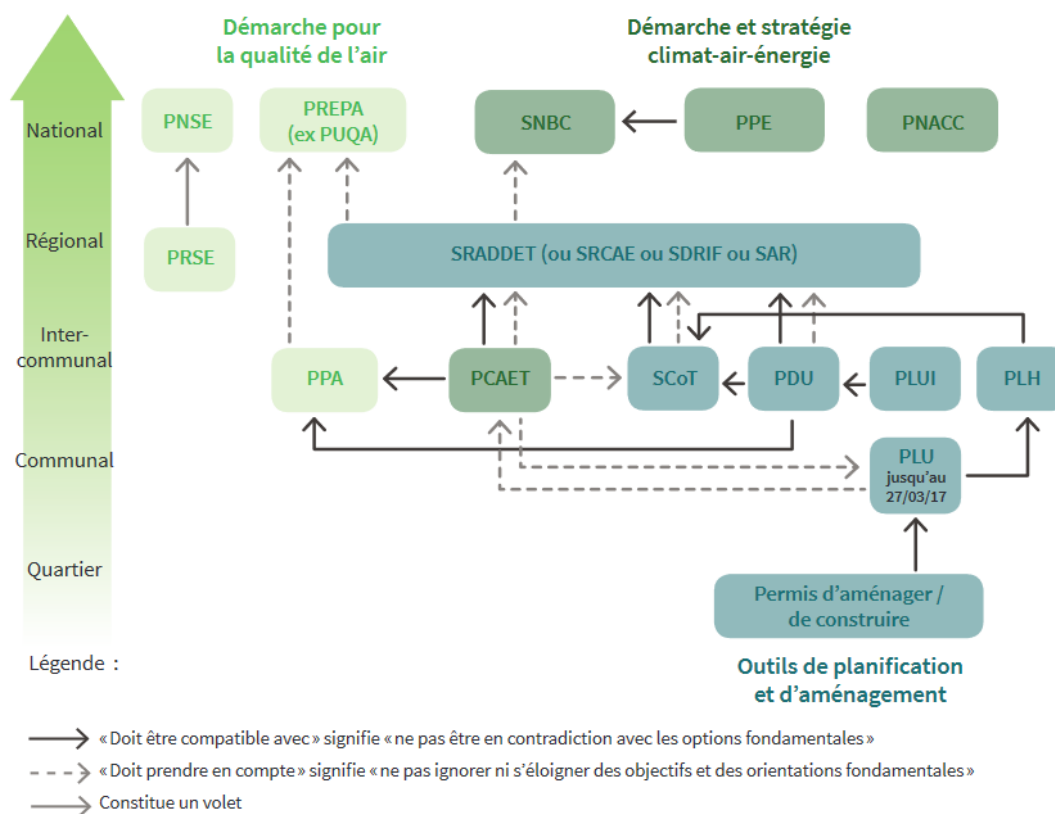 Démarche pour
la qualité de l’air
Démarche et stratégie
climat-air-énergie
National
PNSE
PREPA
(ex PUQA)
SNBC
PPE
PNACC
Régional
PRSE
SRADDET (ou SRCAE ou SDRIF ou SAR)
Inter-
communal
PPA
PCAET
SCoT
PDU
PLUI
PLH
Communal
PLU
jusqu’au
27/03/17
Quartier
Permis d’aménager /
de construire
Légende :
Outils de planification
et d’aménagement
«Doit être compatible avec» signifie «ne pas être en contradiction avec les options fondamentales»
«Doit prendre en compte» signifie «ne pas ignorer ni s’éloigner des objectifs et des orientations fondamentales»
Constitue un volet